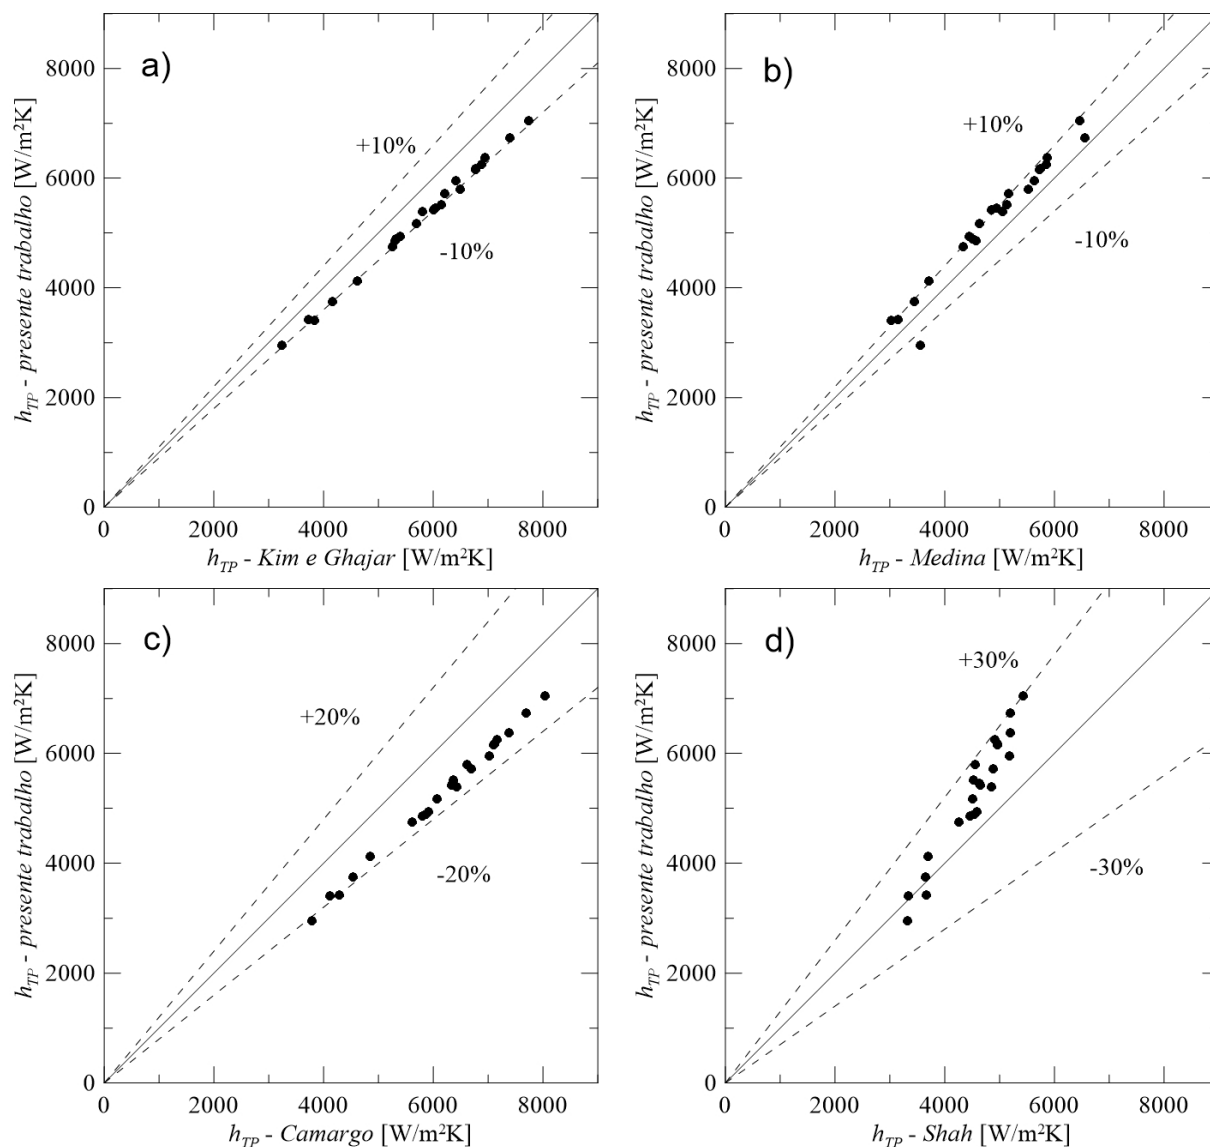 a)
8000
6000
4000
2000
0
h_TP - presente trabalho [W/m²K]
+10%
-10%
0 2000 4000 6000 8000
h_TP - Kim e Ghajar [W/m²K]
b)
8000
6000
4000
2000
0
h_TP - presente trabalho [W/m²K]
+10%
-10%
0 2000 4000 6000 8000
h_TP - Medina [W/m²K]
c)
8000
6000
4000
2000
0
h_TP - presente trabalho [W/m²K]
+20%
-20%
0 2000 4000 6000 8000
h_TP - Camargo [W/m²K]
d)
8000
6000
4000
2000
0
h_TP - presente trabalho [W/m²K]
+30%
-30%
0 2000 4000 6000 8000
h_TP - Shah [W/m²K]